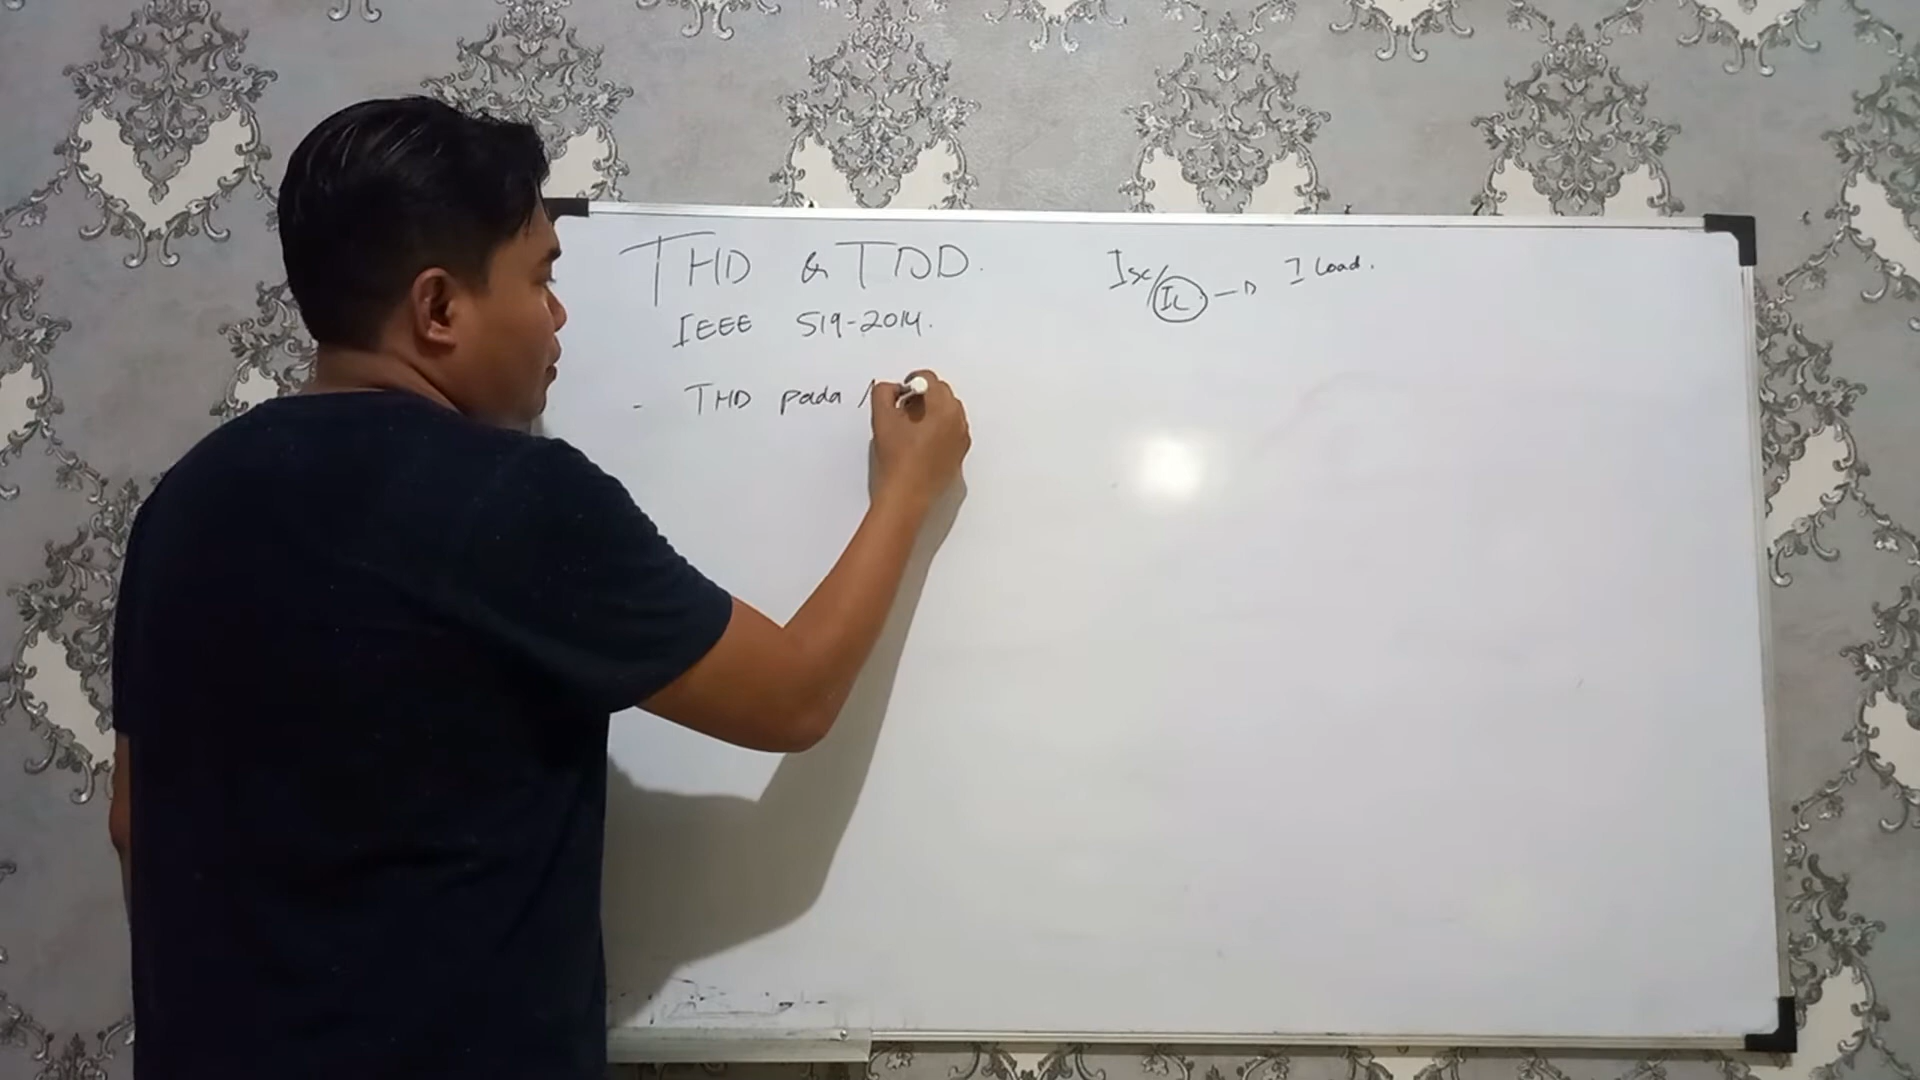 THD & TDD.
IEEE 519-2014.
- THD pada
Isc/IL → I Load.